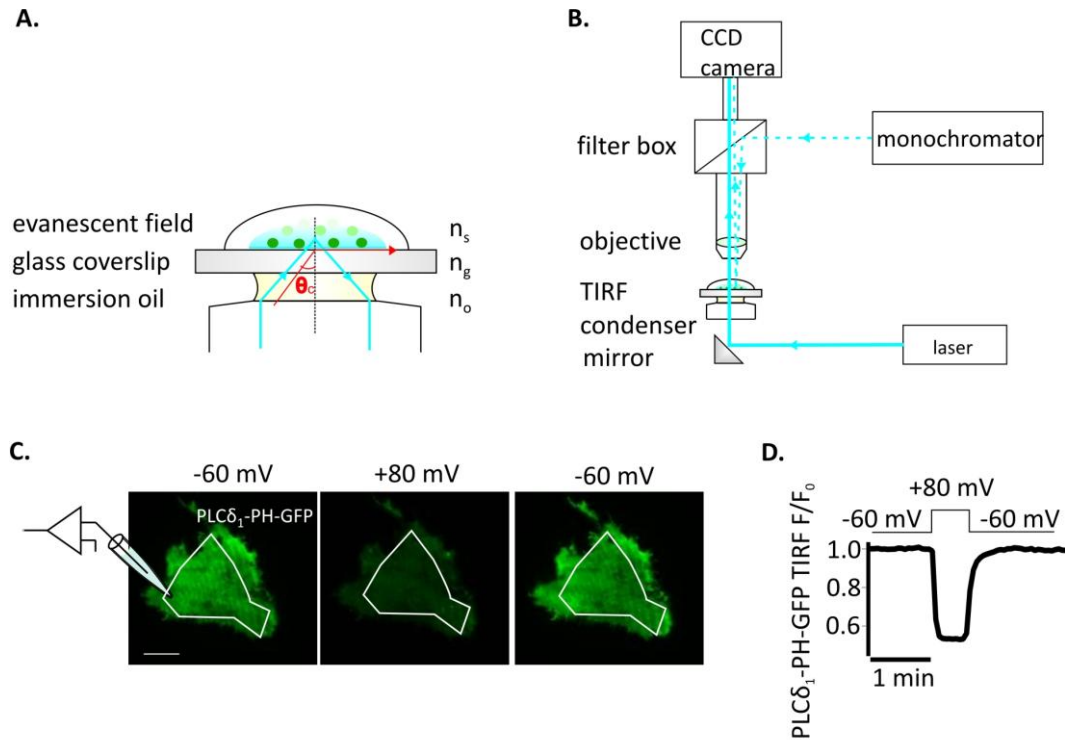 A.
evanescent field
glass coverslip
immersion oil
nₛ
n_g
nₒ
θ_c
B.
CCD
camera
filter box
monochromator
objective
TIRF
condenser
mirror
laser
C.
-60 mV
+80 mV
-60 mV
PLCδ₁-PH-GFP
D.
+80 mV
-60 mV
-60 mV
PLCδ₁-PH-GFP TIRF F/F₀
1.0
0.8
0.6
1 min